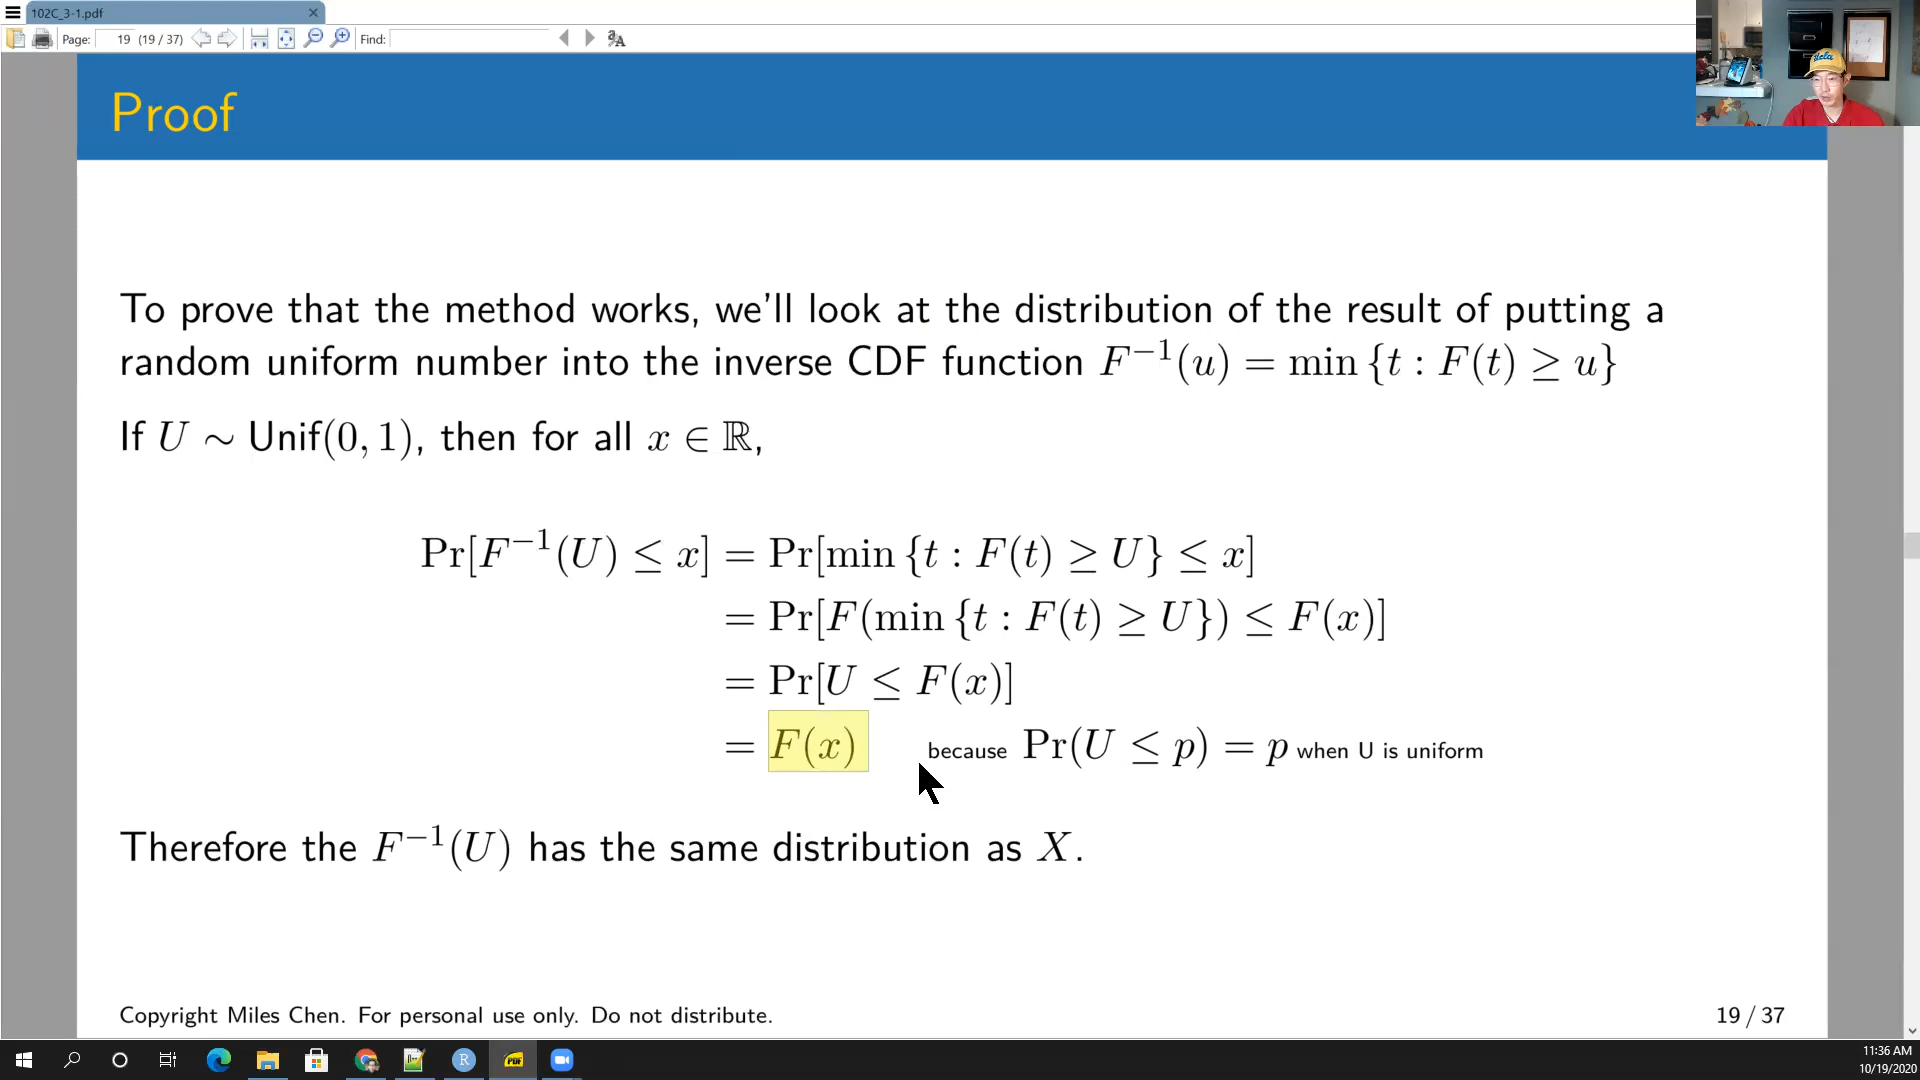 102C_3-1.pdf
Page: 19 (19 / 37) Find:
Proof
To prove that the method works, we'll look at the distribution of the result of putting a
random uniform number into the inverse CDF function F⁻¹(u) = min {t : F(t) ≥ u}
If U ∼ Unif(0, 1), then for all x ∈ ℝ,
Pr[F⁻¹(U) ≤ x] = Pr[min {t : F(t) ≥ U} ≤ x]
= Pr[F(min {t : F(t) ≥ U}) ≤ F(x)]
= Pr[U ≤ F(x)]
= F(x) because Pr(U ≤ p) = p when U is uniform
Therefore the F⁻¹(U) has the same distribution as X.
Copyright Miles Chen. For personal use only. Do not distribute. 19 / 37
11:36 AM
10/19/2020